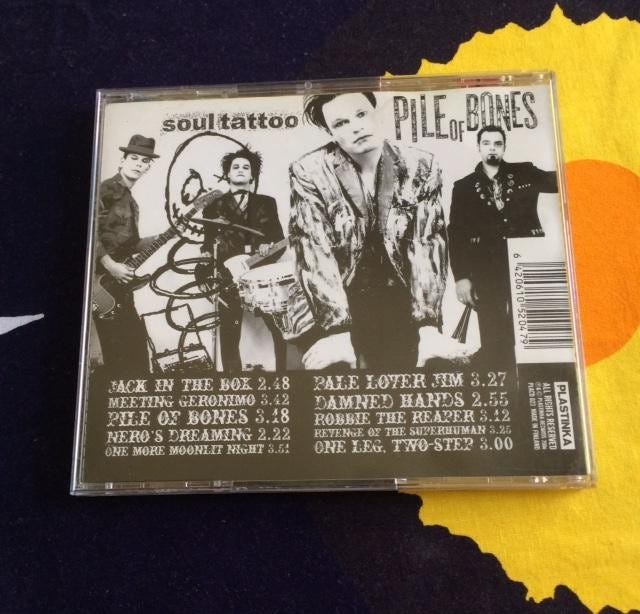 soul tattoo
PILE OF BONES
JACK IN THE BOX 2.48
MEETING GERONIMO 3.42
PILE OF BONES 3.18
NERO'S DREAMING 2.22
ONE MORE MOONLIT NIGHT 3.51
PALE LOVER JIM 3.27
DAMNED HANDS 2.55
ROBBIE THE REAPER 3.12
REVENGE OF THE SUPERHUMAN 3.25
ONE LEG, TWO-STEP 3.00
6 420610 520479
PLASTINKA
ALL RIGHTS RESERVED
MADE IN FINLAND